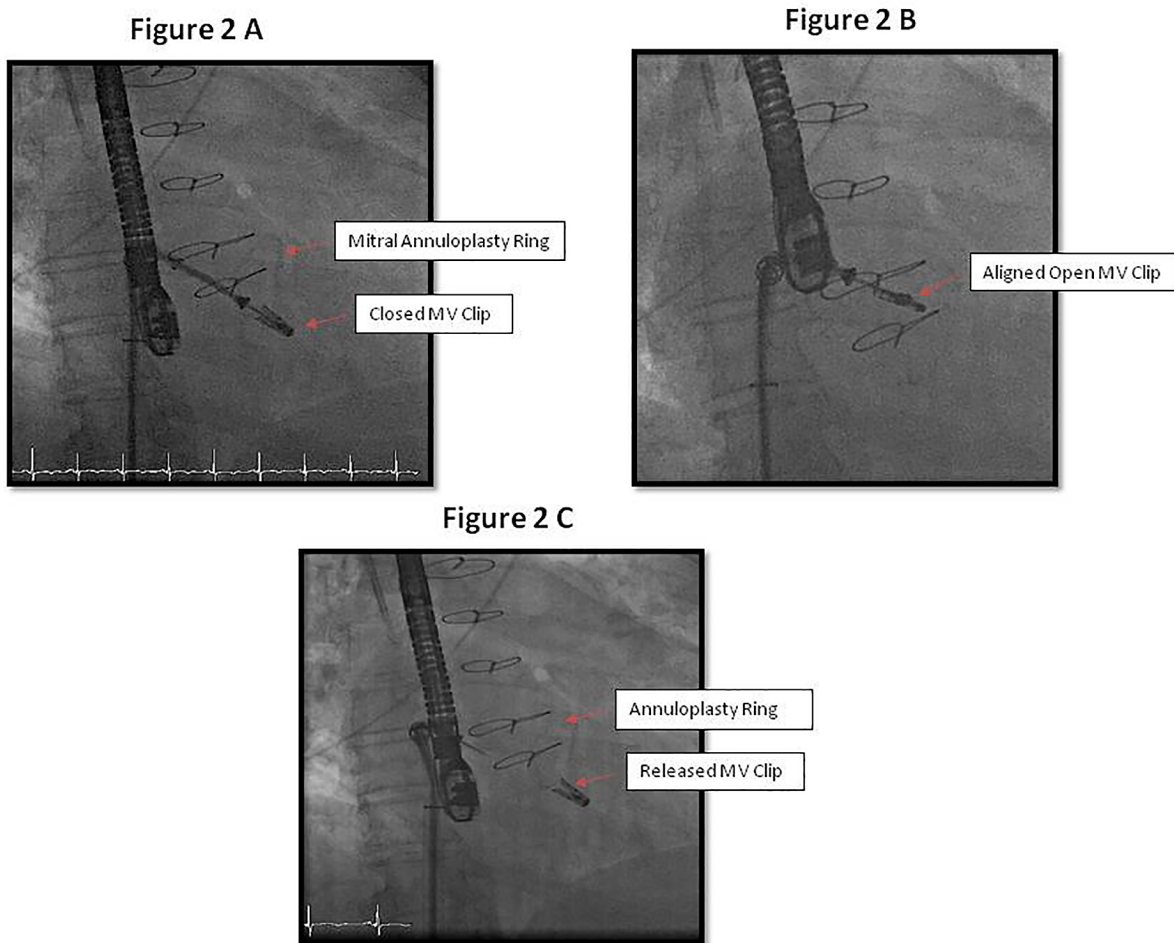 Figure 2 A
Figure 2 B
Mitral Annuloplasty Ring
Closed MV Clip
Aligned Open MV Clip
Figure 2 C
Annuloplasty Ring
Released MV Clip